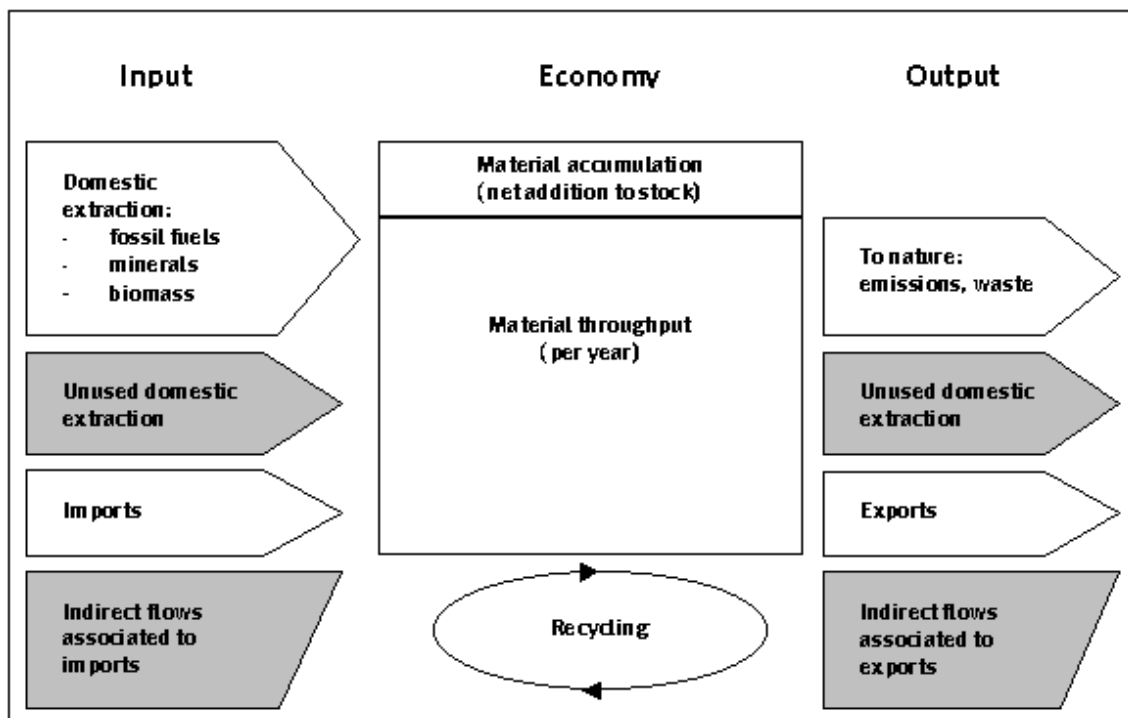 Input
Economy
Output
Domestic
extraction:
- fossil fuels
- minerals
- biomass
Unused domestic
extraction
Imports
Indirect flows
associated to
imports
Material accumulation
(net addition to stock)
Material throughput
(per year)
Recycling
To nature:
emissions, waste
Unused domestic
extraction
Exports
Indirect flows
associated to
exports